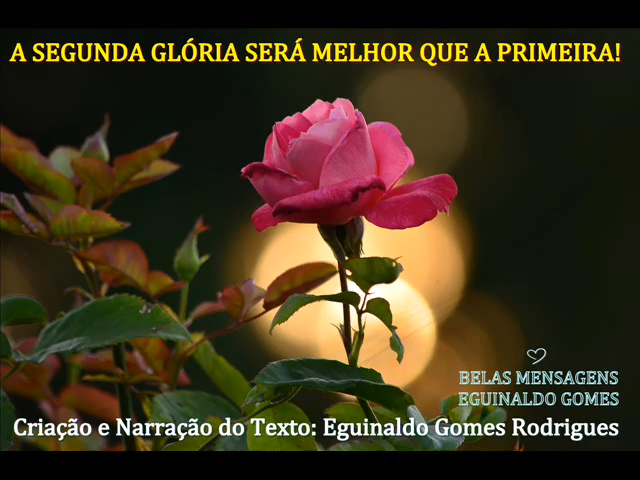 A SEGUNDA GLÓRIA SERÁ MELHOR QUE A PRIMEIRA!
BELAS MENSAGENS
EGUINALDO GOMES
Criação e Narração do Texto: Eguinaldo Gomes Rodrigues